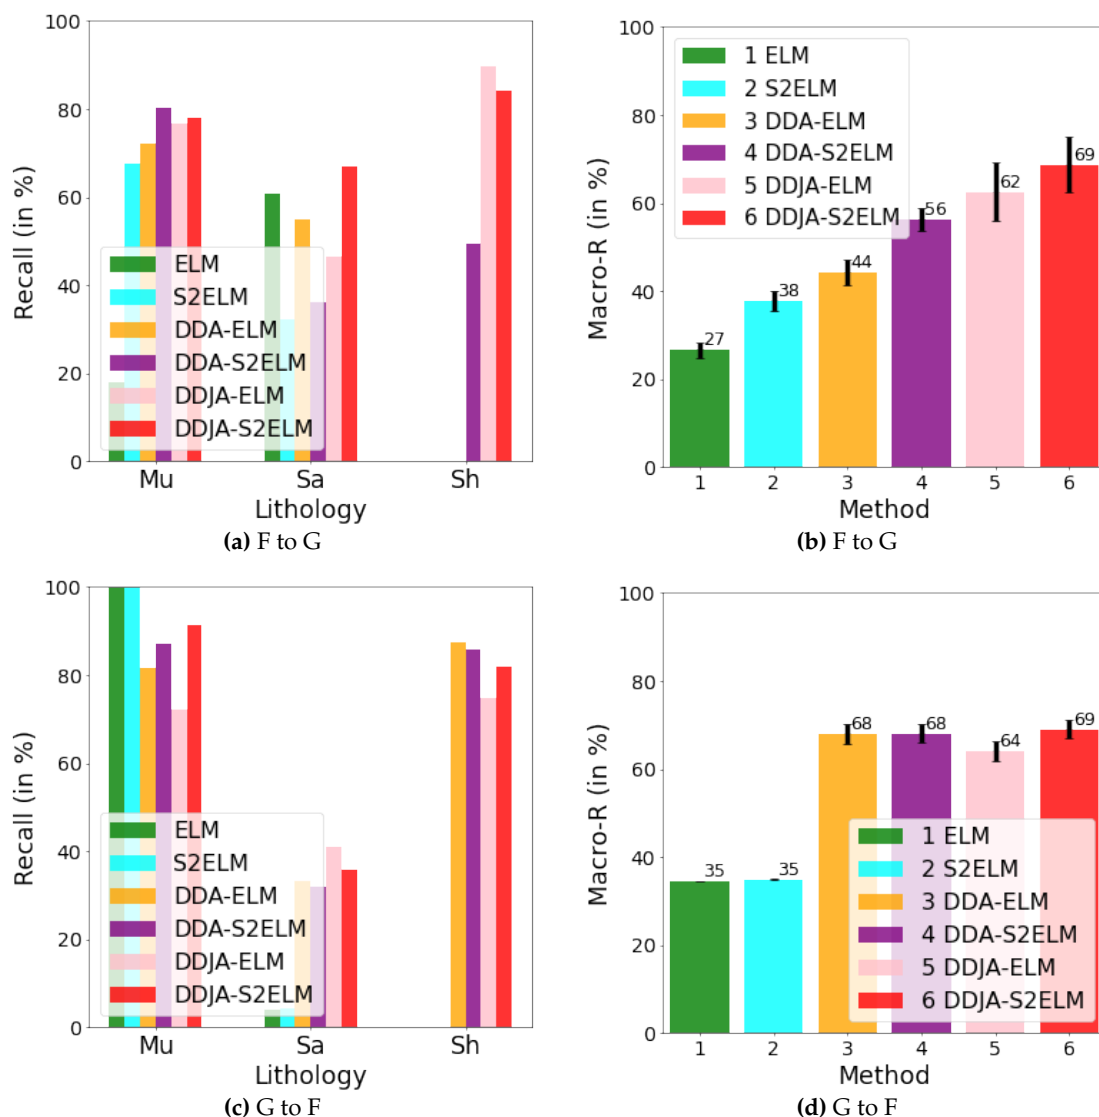 100
80
60
40
20
0
Recall (in %)
ELM
S2ELM
DDA-ELM
DDA-S2ELM
DDJA-ELM
DDJA-S2ELM
Mu Sa Sh
Lithology
(a) F to G
100
80
60
40
20
0
Macro-R (in %)
1 ELM
2 S2ELM
3 DDA-ELM
4 DDA-S2ELM
5 DDJA-ELM
6 DDJA-S2ELM
27 38 44 56 62 69
1 2 3 4 5 6
Method
(b) F to G
100
80
60
40
20
0
Recall (in %)
ELM
S2ELM
DDA-ELM
DDA-S2ELM
DDJA-ELM
DDJA-S2ELM
Mu Sa Sh
Lithology
(c) G to F
100
80
60
40
20
0
Macro-R (in %)
35 35 68 68 64 69
1 ELM
2 S2ELM
3 DDA-ELM
4 DDA-S2ELM
5 DDJA-ELM
6 DDJA-S2ELM
1 2 3 4 5 6
Method
(d) G to F